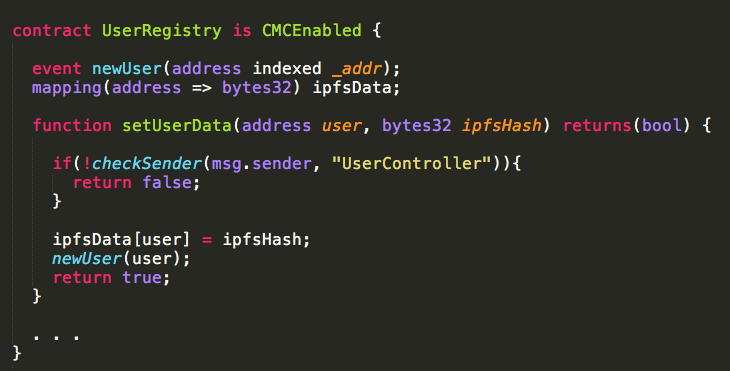 contract UserRegistry is CMCEnabled {
event newUser(address indexed _addr);
mapping(address => bytes32) ipfsData;
function setUserData(address user, bytes32 ipfsHash) returns(bool) {
if(!checkSender(msg.sender, "UserController")){
return false;
}
ipfsData[user] = ipfsHash;
newUser(user);
return true;
}
. . .
}